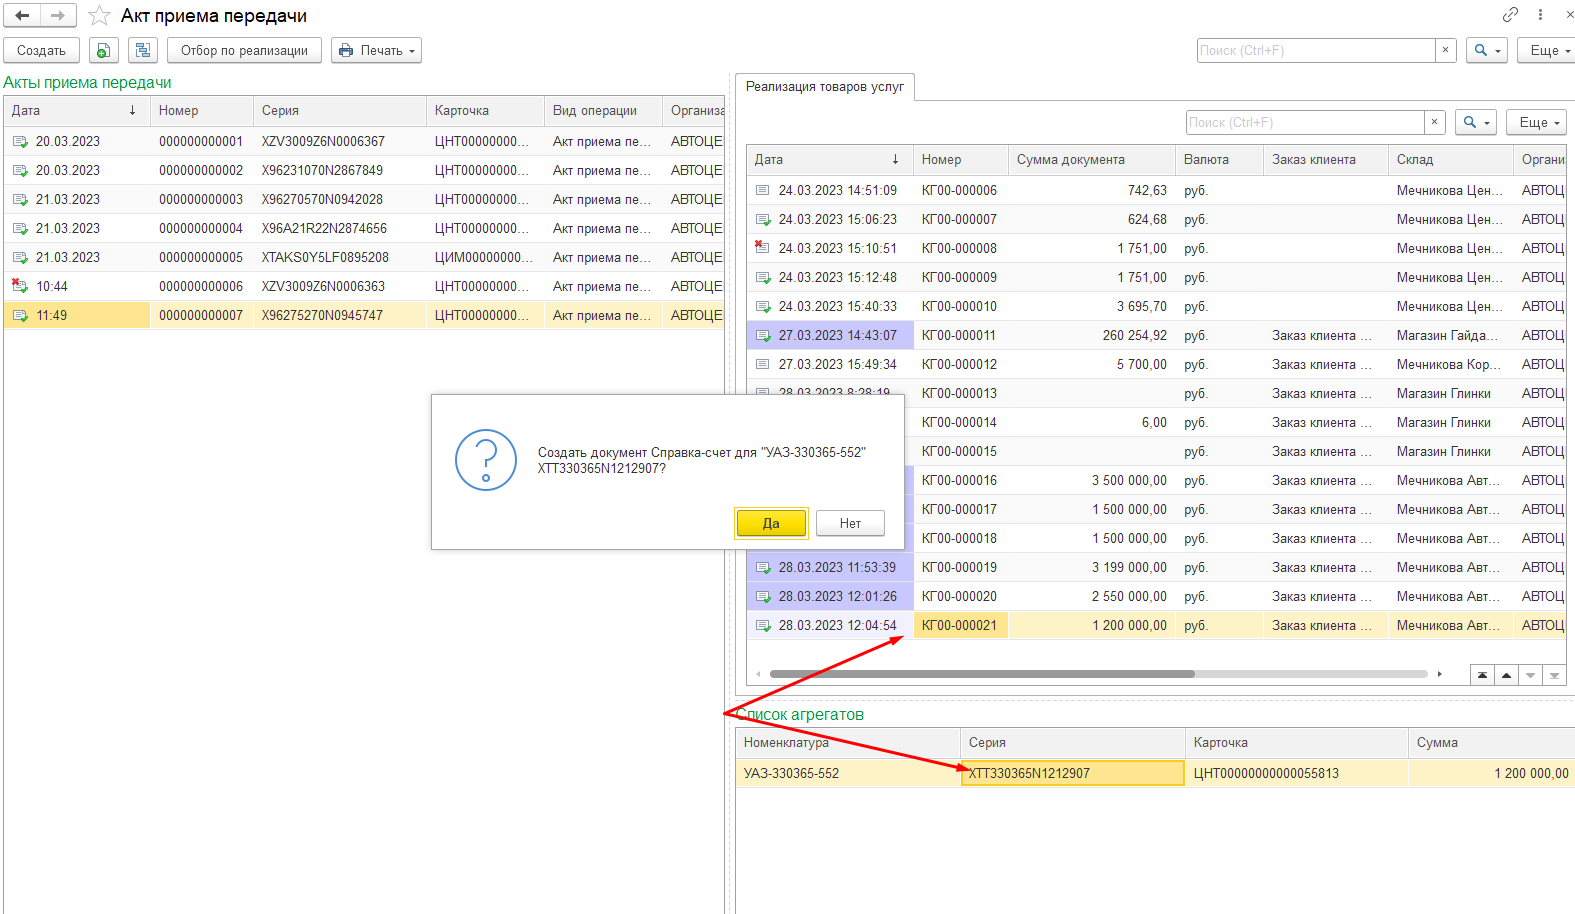 Акт приема передачи
Создать Отбор по реализации Печать Поиск (Ctrl+F) × Еще
Акты приема передачи
Дата ↓ Номер Серия Карточка Вид операции Организа
20.03.2023 000000000001 XZV3009Z6N0006367 ЦНТ00000000... Акт приема пе... АВТОЦЕ
20.03.2023 000000000002 X96231070N2867849 ЦНТ00000000... Акт приема пе... АВТОЦЕ
21.03.2023 000000000003 X96270570N0942028 ЦНТ00000000... Акт приема пе... АВТОЦЕ
21.03.2023 000000000004 X96A21R22N2874656 ЦНТ00000000... Акт приема пе... АВТОЦЕ
21.03.2023 000000000005 XTAKS0Y5LF0895208 ЦИМ00000000... Акт приема пе... АВТОЦЕ
10:44 000000000006 XZV3009Z6N0006363 ЦНТ00000000... Акт приема пе... АВТОЦЕ
11:49 000000000007 X96275270N0945747 ЦНТ00000000... Акт приема пе... АВТОЦЕ
Реализация товаров услуг
Поиск (Ctrl+F) × Еще
Дата ↓ Номер Сумма документа Валюта Заказ клиента Склад Органи
24.03.2023 14:51:09 КГ00-000006 742,63 руб. Мечникова Цен... АВТОЦ
24.03.2023 15:06:23 КГ00-000007 624,68 руб. Мечникова Цен... АВТОЦ
24.03.2023 15:10:51 КГ00-000008 1 751,00 руб. Мечникова Цен... АВТОЦ
24.03.2023 15:12:48 КГ00-000009 1 751,00 руб. Мечникова Цен... АВТОЦ
24.03.2023 15:40:33 КГ00-000010 3 695,70 руб. Мечникова Цен... АВТОЦ
27.03.2023 14:43:07 КГ00-000011 260 254,92 руб. Заказ клиента ... Магазин Гайда... АВТОЦ
27.03.2023 15:49:34 КГ00-000012 5 700,00 руб. Заказ клиента ... Мечникова Кор... АВТОЦ
28.03.2023 8:28:19 КГ00-000013 руб. Заказ клиента ... Магазин Глинки АВТОЦ
КГ00-000014 6,00 руб. Заказ клиента ... Магазин Глинки АВТОЦ
КГ00-000015 руб. Заказ клиента ... Магазин Глинки АВТОЦ
КГ00-000016 3 500 000,00 руб. Заказ клиента ... Мечникова Авт... АВТОЦ
КГ00-000017 1 500 000,00 руб. Заказ клиента ... Мечникова Авт... АВТОЦ
КГ00-000018 1 500 000,00 руб. Заказ клиента ... Мечникова Авт... АВТОЦ
28.03.2023 11:53:39 КГ00-000019 3 199 000,00 руб. Заказ клиента ... Мечникова Авт... АВТОЦ
28.03.2023 12:01:26 КГ00-000020 2 550 000,00 руб. Заказ клиента ... Мечникова Авт... АВТОЦ
28.03.2023 12:04:54 КГ00-000021 1 200 000,00 руб. Заказ клиента ... Мечникова Авт... АВТОЦ
Создать документ Справка-счет для "УАЗ-330365-552"
XTT330365N1212907?
Да Нет
Список агрегатов
Номенклатура Серия Карточка Сумма
УАЗ-330365-552 XTT330365N1212907 ЦНТ00000000000055813 1 200 000,00